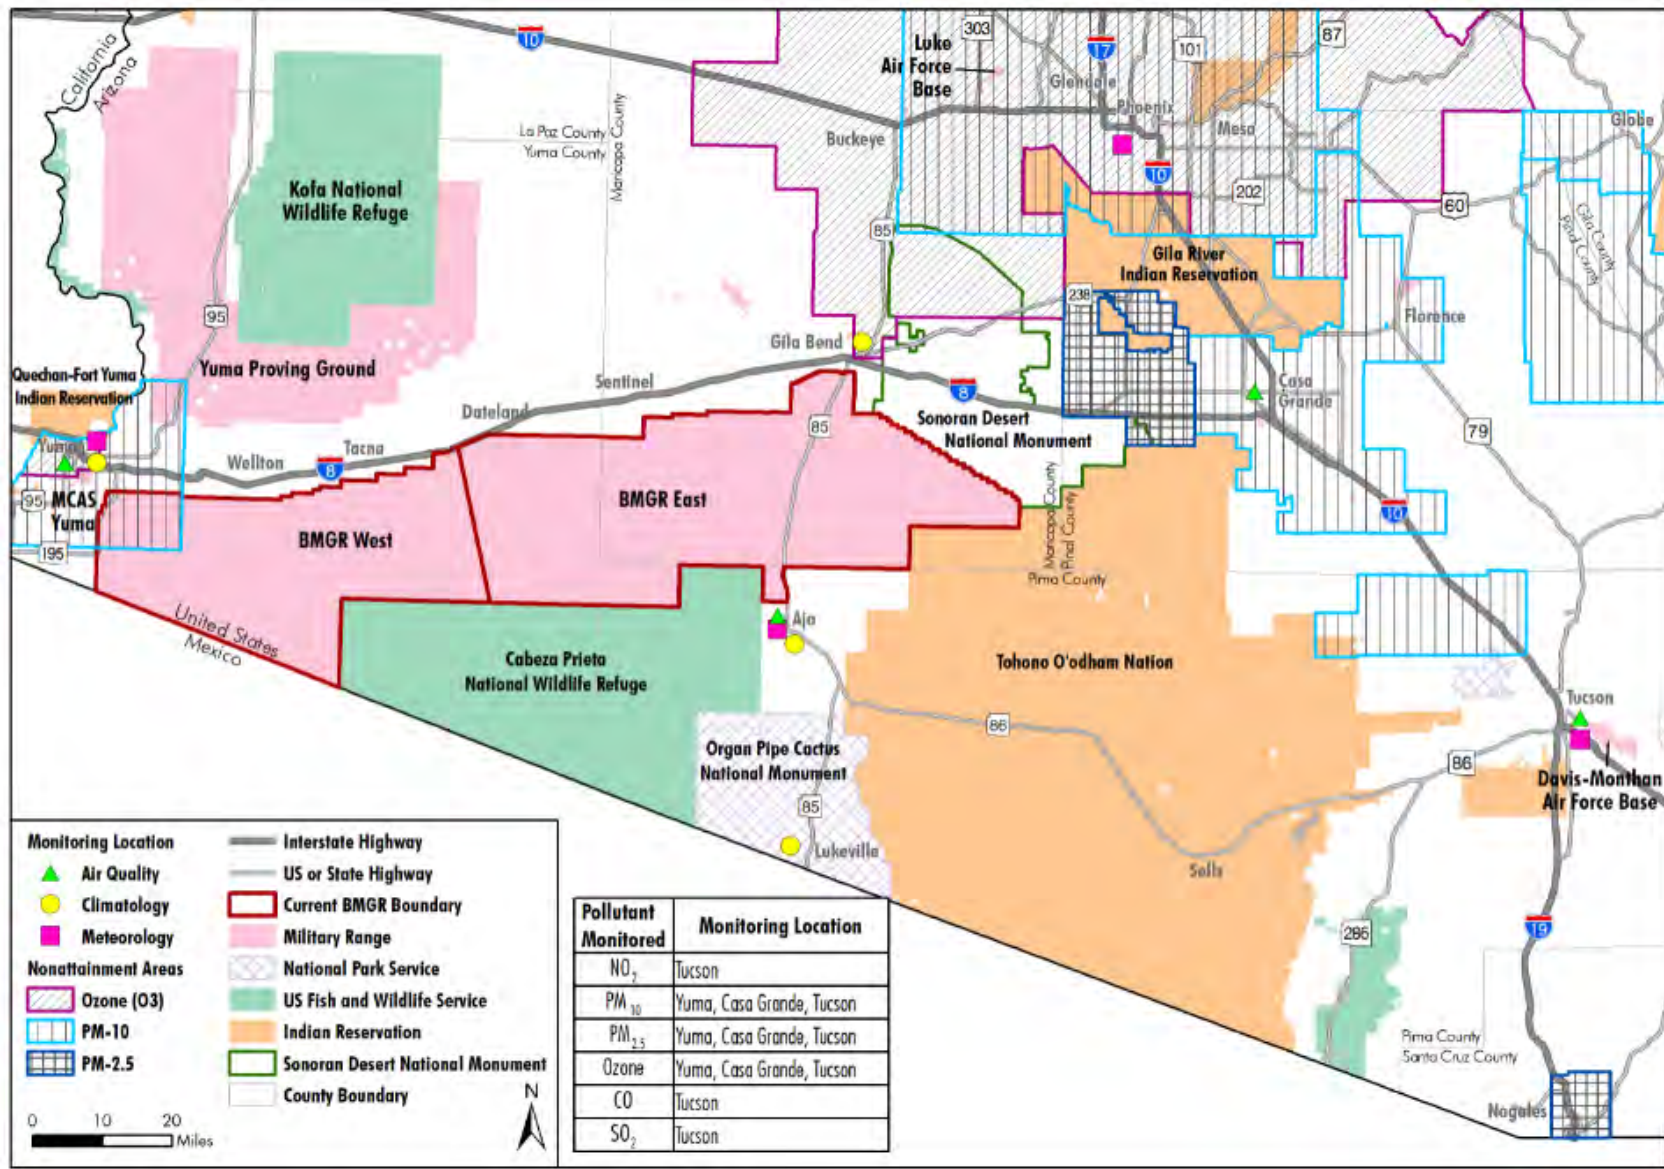 California
Arizona
10
303
Luke
Air Force
Base
17
101
87
Glendale
Phoenix
Mesa
Globe
La Paz County
Yuma County
Maricopa County
Buckeye
Kofa National
Wildlife Refuge
10
202
60
Gila County
Pinal County
85
Gila River
Indian Reservation
95
238
Florence
Gila Bend
Quechan-Fort Yuma
Indian Reservation
Yuma Proving Ground
Sentinel
8
Casa
Grande
Dateland
85
Sonoran Desert
National Monument
79
Yuma
Tacna
Wellton
8
95
MCAS
Yuma
BMGR East
Maricopa County
Pinal County
10
BMGR West
195
Pima County
United States
Mexico
Ajo
Cabeza Prieta
National Wildlife Refuge
Tohono O'odham Nation
Tucson
86
Organ Pipe Cactus
National Monument
86
Davis-Monthan
Air Force Base
85
Lukeville
Sells
286
19
Pima County
Santa Cruz County
Nogales
Monitoring Location
Air Quality
Climatology
Meteorology
Nonattainment Areas
Ozone (O3)
PM-10
PM-2.5
Interstate Highway
US or State Highway
Current BMGR Boundary
Military Range
National Park Service
US Fish and Wildlife Service
Indian Reservation
Sonoran Desert National Monument
County Boundary
0 10 20
Miles
N
Pollutant Monitored Monitoring Location
NO2 Tucson
PM10 Yuma, Casa Grande, Tucson
PM2.5 Yuma, Casa Grande, Tucson
Ozone Yuma, Casa Grande, Tucson
CO Tucson
SO2 Tucson